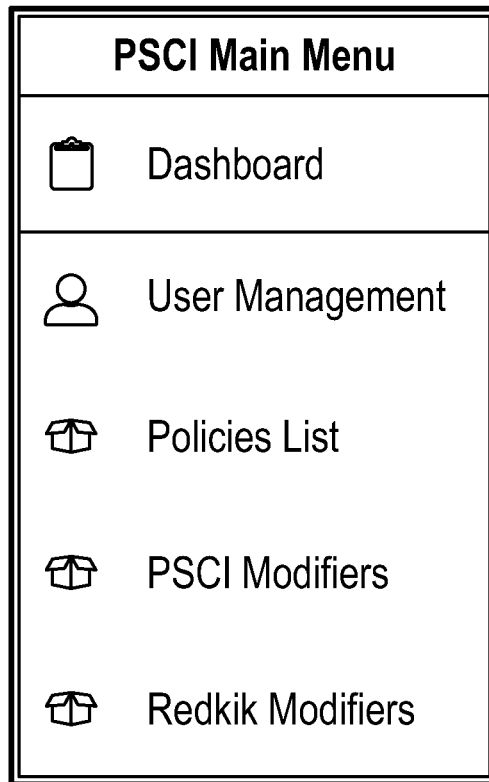 PSCI Main Menu
Dashboard
User Management
Policies List
PSCI Modifiers
Redkik Modifiers